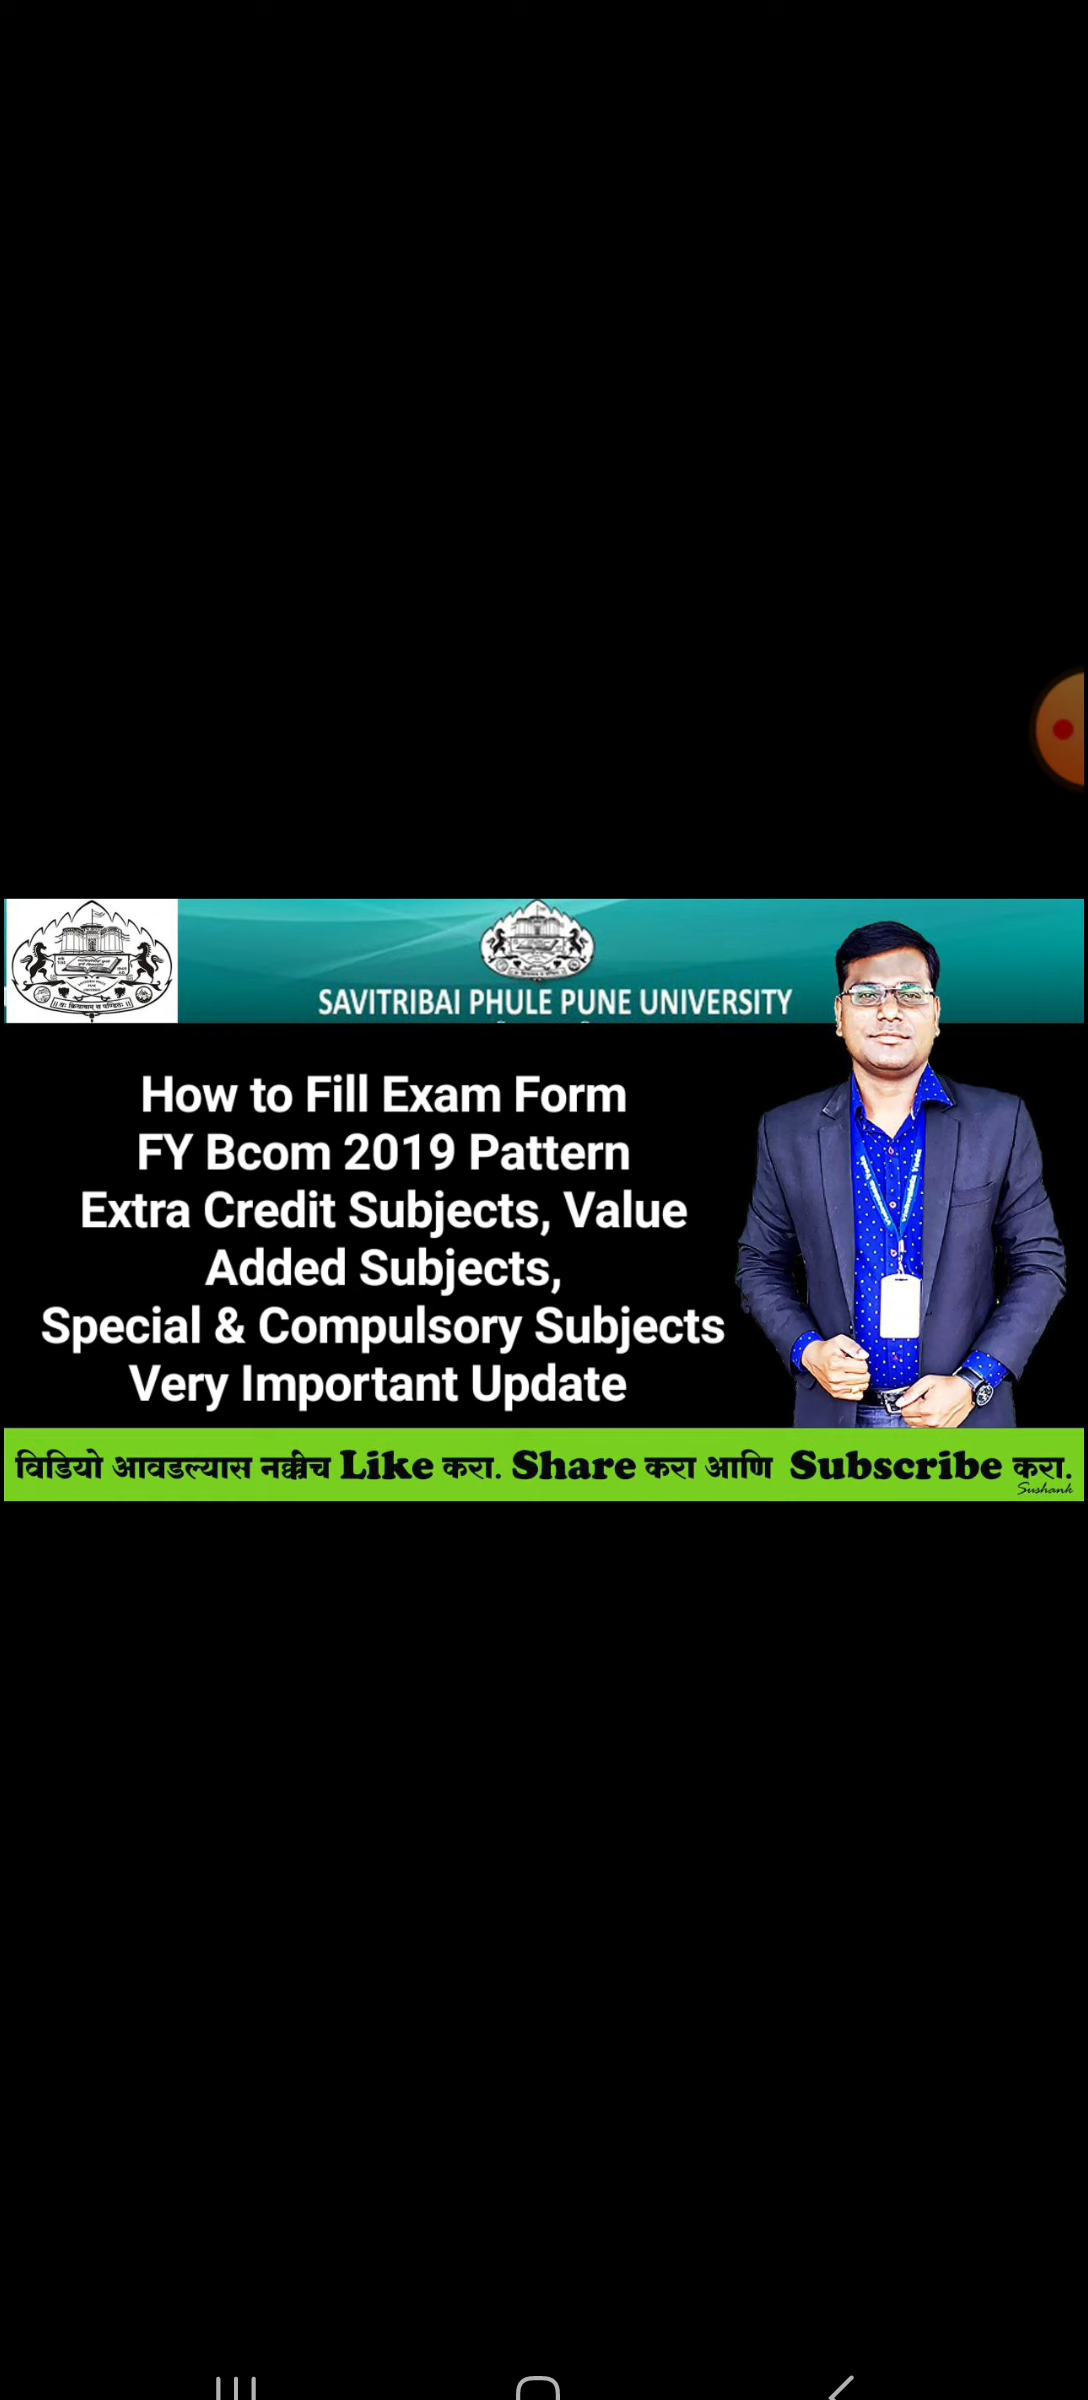 SAVITRIBAI PHULE PUNE UNIVERSITY
How to Fill Exam Form
FY Bcom 2019 Pattern
Extra Credit Subjects, Value
Added Subjects,
Special & Compulsory Subjects
Very Important Update
विडियो आवडल्यास नक्कीच Like करा. Share करा आणि Subscribe करा.
Sushank